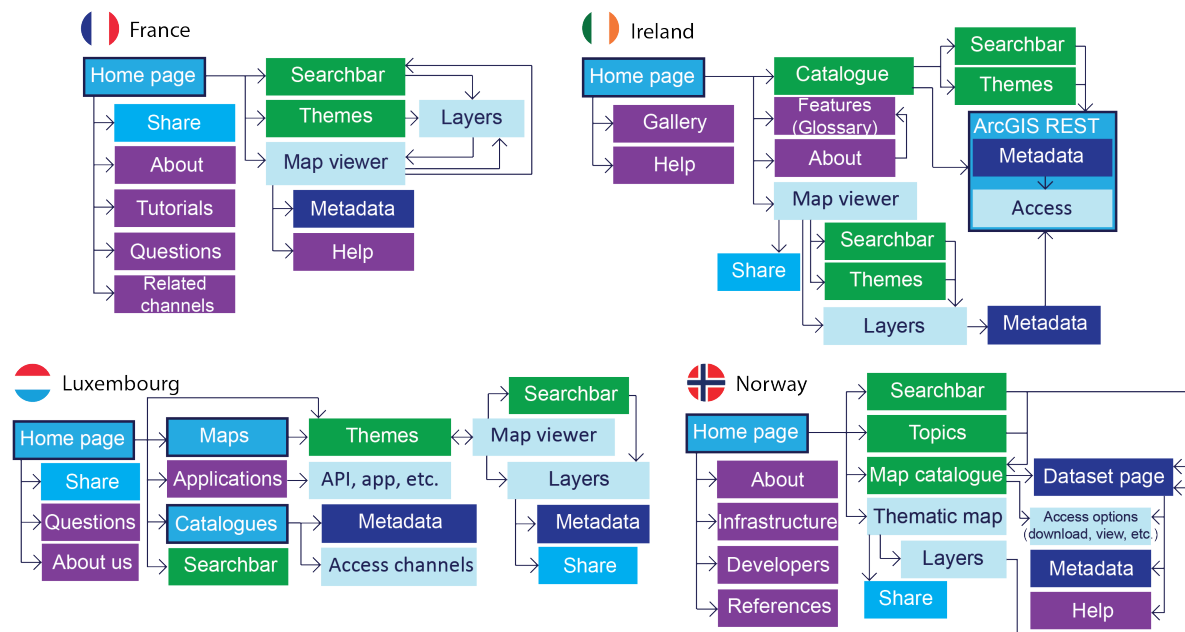 France
Home page
Searchbar
Share
Themes
Layers
About
Map viewer
Tutorials
Metadata
Questions
Help
Related
channels
Ireland
Home page
Catalogue
Searchbar
Themes
Gallery
Features
(Glossary)
ArcGIS REST
Help
About
Metadata
Map viewer
Access
Searchbar
Share
Themes
Layers
Metadata
Luxembourg
Home page
Maps
Themes
Map viewer
Searchbar
Share
Applications
API, app, etc.
Layers
Questions
Catalogues
Metadata
Metadata
About us
Searchbar
Access channels
Share
Norway
Home page
Searchbar
Topics
About
Map catalogue
Dataset page
Infrastructure
Thematic map
Access options
(download, view, etc.)
Developers
Layers
Metadata
References
Share
Help